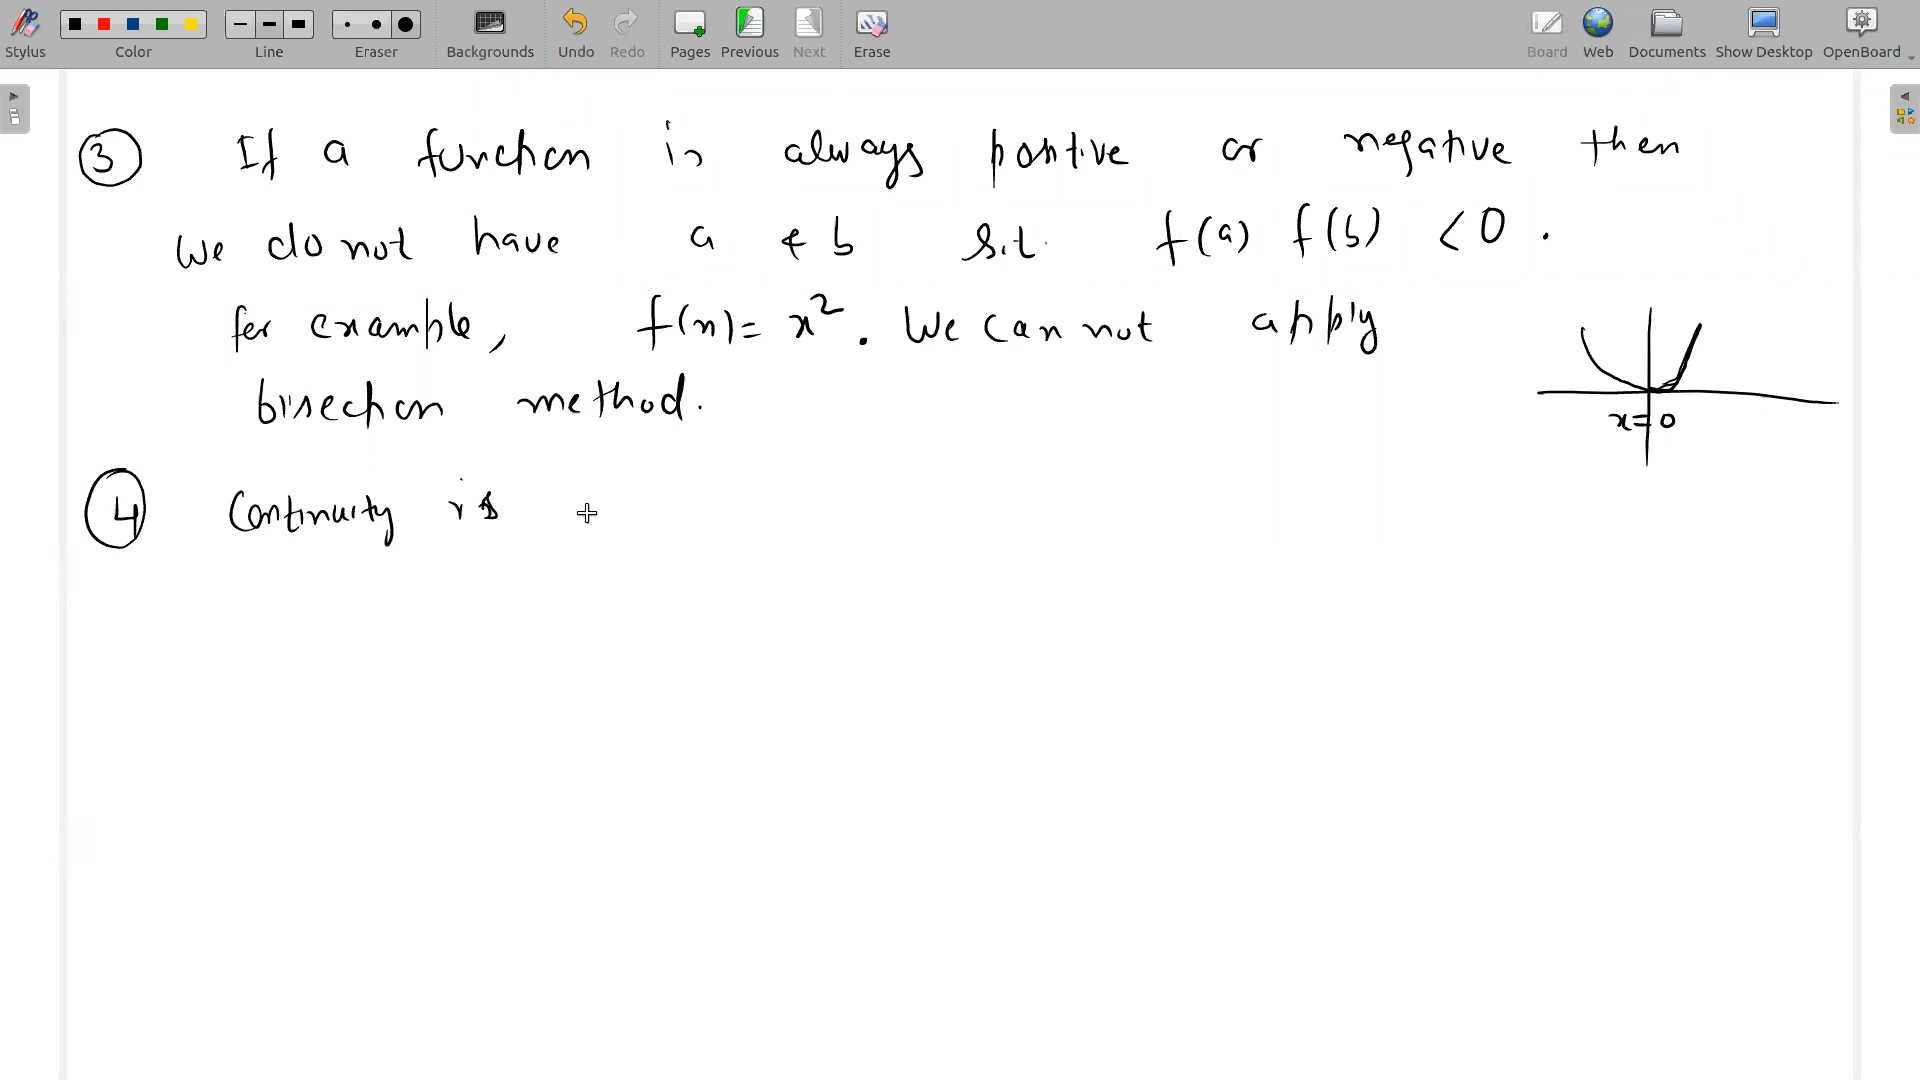 Stylus Color Line Eraser Backgrounds Undo Redo Pages Previous Next Erase Board Web Documents Show Desktop OpenBoard
③ If a function is always positive or negative then
We do not have a & b s.t. f(a) f(b) < 0 .
for example, f(x) = x². We can not apply
bisection method.
x=0
④ Continuity is